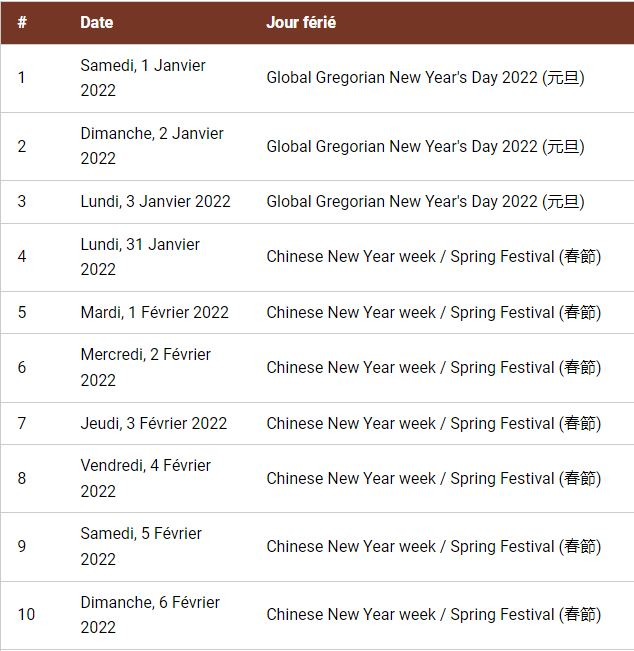 # Date Jour férié
1 Samedi, 1 Janvier 2022 Global Gregorian New Year's Day 2022 (元旦)
2 Dimanche, 2 Janvier 2022 Global Gregorian New Year's Day 2022 (元旦)
3 Lundi, 3 Janvier 2022 Global Gregorian New Year's Day 2022 (元旦)
4 Lundi, 31 Janvier 2022 Chinese New Year week / Spring Festival (春節)
5 Mardi, 1 Février 2022 Chinese New Year week / Spring Festival (春節)
6 Mercredi, 2 Février 2022 Chinese New Year week / Spring Festival (春節)
7 Jeudi, 3 Février 2022 Chinese New Year week / Spring Festival (春節)
8 Vendredi, 4 Février 2022 Chinese New Year week / Spring Festival (春節)
9 Samedi, 5 Février 2022 Chinese New Year week / Spring Festival (春節)
10 Dimanche, 6 Février 2022 Chinese New Year week / Spring Festival (春節)